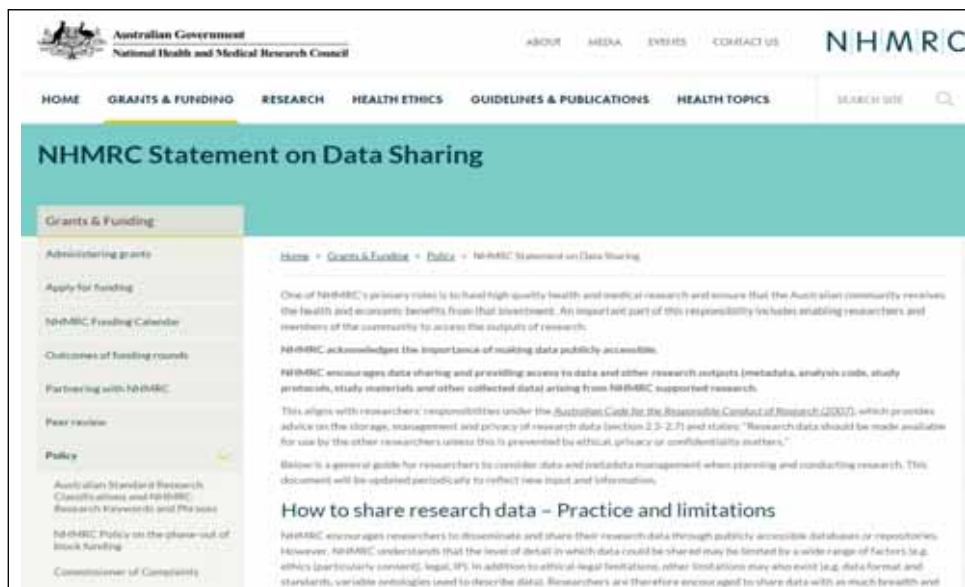 Australian Government
National Health and Medical Research Council
ABOUT MEDIA EVENTS CONTACT US
NHMRC
HOME GRANTS & FUNDING RESEARCH HEALTH ETHICS GUIDELINES & PUBLICATIONS HEALTH TOPICS SEARCH SITE
NHMRC Statement on Data Sharing
Grants & Funding
Administering grants
Apply for funding
NHMRC Funding Calendar
Outcomes of funding rounds
Partnering with NHMRC
Peer review
Policy
Australian Standard Research
Classifications and NHMRC
Research Keywords and Phrases
NHMRC Policy on the phase-out of
block funding
Commissioner of Complaints
Home » Grants & Funding » Policy » NHMRC Statement on Data Sharing
One of NHMRC's primary roles is to fund high quality health and medical research and ensure that the Australian community receives
the health and economic benefits from that investment. An important part of this responsibility includes enabling researchers and
members of the community to access the outputs of research.
NHMRC acknowledges the importance of making data publicly accessible.
NHMRC encourages data sharing and providing access to data and other research outputs (metadata, analysis code, study
protocols, study materials and other collected data) arising from NHMRC supported research.
This aligns with researchers' responsibilities under the Australian Code for the Responsible Conduct of Research (2007), which provides
advice on the storage, management and privacy of research data (section 2.5-2.7) and states: "Research data should be made available
for use by the other researchers unless this is prevented by ethical, privacy or confidentiality matters."
Below is a general guide for researchers to consider data and metadata management when planning and conducting research. This
document will be updated periodically to reflect new input and information.
How to share research data – Practice and limitations
NHMRC encourages researchers to disseminate and share their research data through publicly accessible databases or repositories.
However, NHMRC understands that the level of detail in which data could be shared may be limited by a wide range of factors (e.g.
ethics (particularly consent), legal, IP). In addition to ethical-legal limitations, other limitations may also exist (e.g. data format and
standards, variable ontologies used to describe data). Researchers are therefore encouraged to share data with as much breadth and